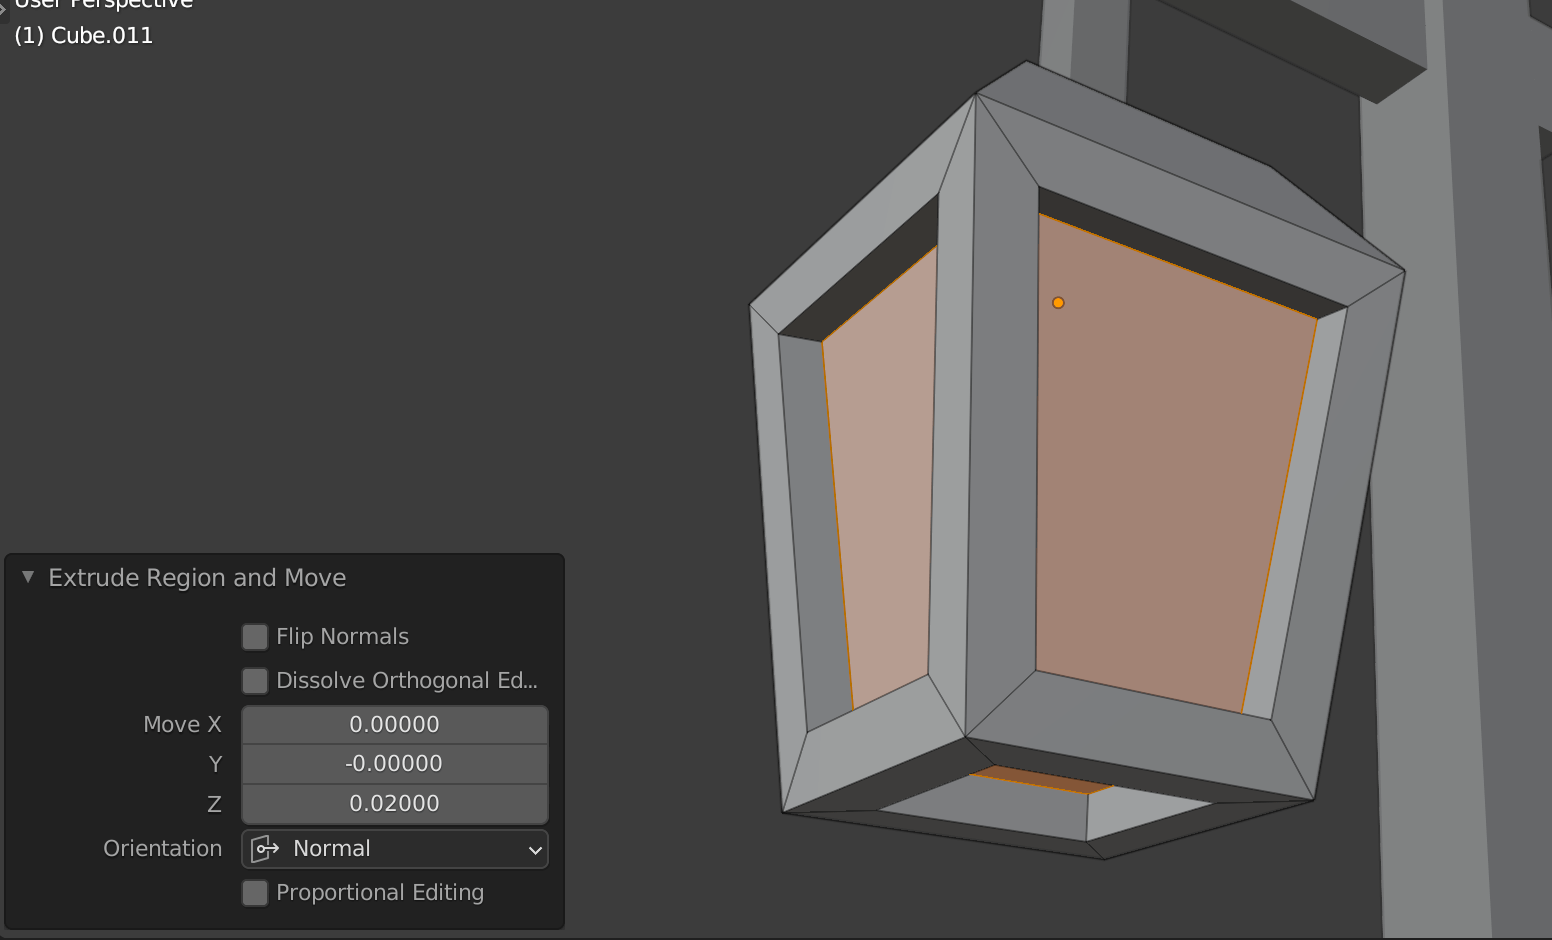 User Perspective
(1) Cube.011
Extrude Region and Move
Flip Normals
Dissolve Orthogonal Ed...
Move X 0.00000
Y -0.00000
Z 0.02000
Orientation Normal
Proportional Editing